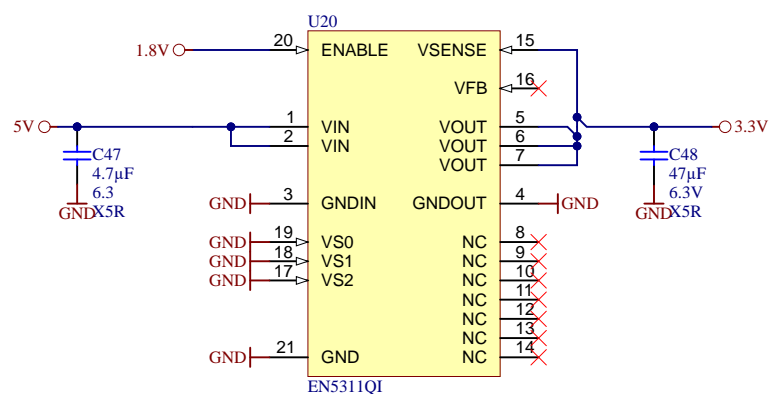 U20
1.8V 20 ENABLE VSENSE 15
VFB 16
5V 1 VIN VOUT 5 3.3V
2 VIN VOUT 6
VOUT 7
C47
4.7µF
6.3
X5R
GND
C48
47µF
6.3V
X5R
GND
GND 3 GNDIN GNDOUT 4 GND
GND 19 VS0 NC 8
GND 18 VS1 NC 9
GND 17 VS2 NC 10
NC 11
NC 12
NC 13
GND 21 GND NC 14
EN5311QI